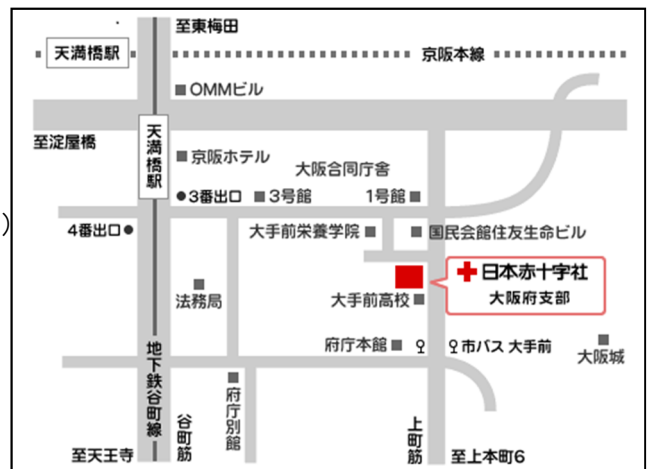 至東梅田
天満橋駅
京阪本線
OMMビル
至淀屋橋
天満橋駅
京阪ホテル
大阪合同庁舎
3番出口
3号館
1号館
)
4番出口
大手前栄養学院
国民会館住友生命ビル
日本赤十字社
大阪府支部
法務局
大手前高校
府庁本館
市バス 大手前
大阪城
地下鉄谷町線
府庁別館
谷町筋
上町筋
至天王寺
至上本町6